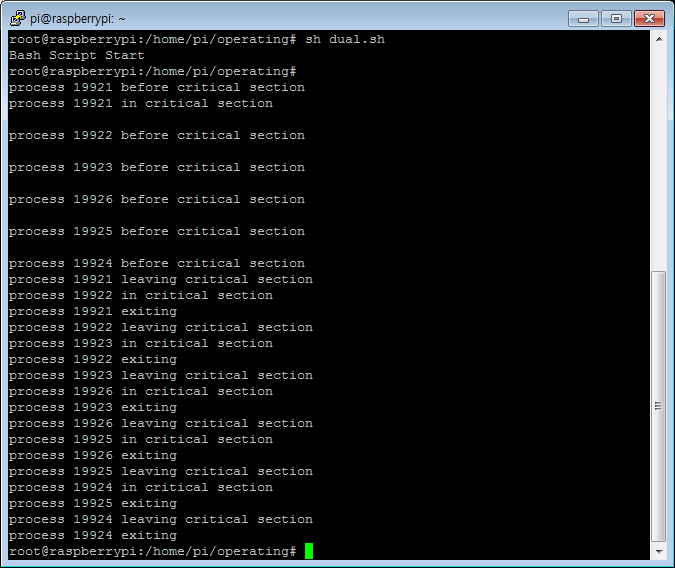 pi@raspberrypi: ~
root@raspberrypi:/home/pi/operating# sh dual.sh
Bash Script Start
root@raspberrypi:/home/pi/operating#
process 19921 before critical section
process 19921 in critical section
process 19922 before critical section
process 19923 before critical section
process 19926 before critical section
process 19925 before critical section
process 19924 before critical section
process 19921 leaving critical section
process 19922 in critical section
process 19921 exiting
process 19922 leaving critical section
process 19923 in critical section
process 19922 exiting
process 19923 leaving critical section
process 19926 in critical section
process 19923 exiting
process 19926 leaving critical section
process 19925 in critical section
process 19926 exiting
process 19925 leaving critical section
process 19924 in critical section
process 19925 exiting
process 19924 leaving critical section
process 19924 exiting
root@raspberrypi:/home/pi/operating#